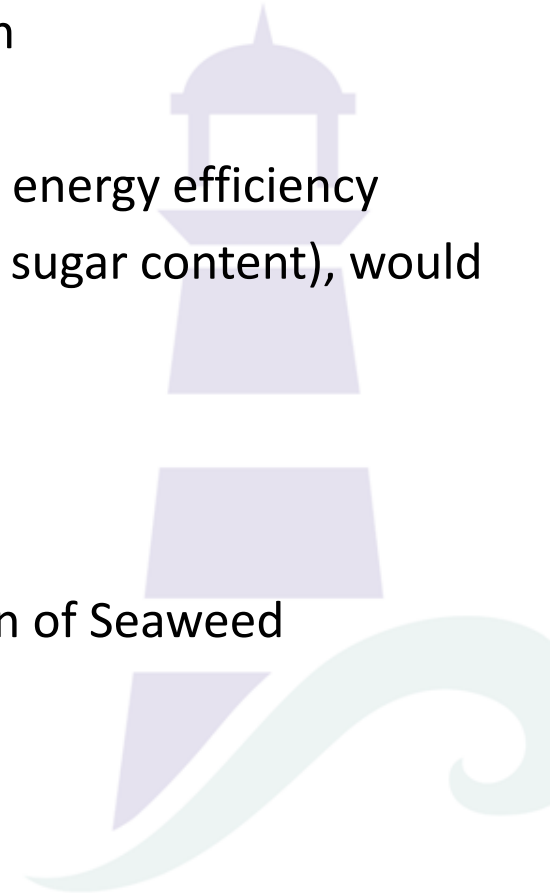 n
energy efficiency
sugar content), would
n of Seaweed